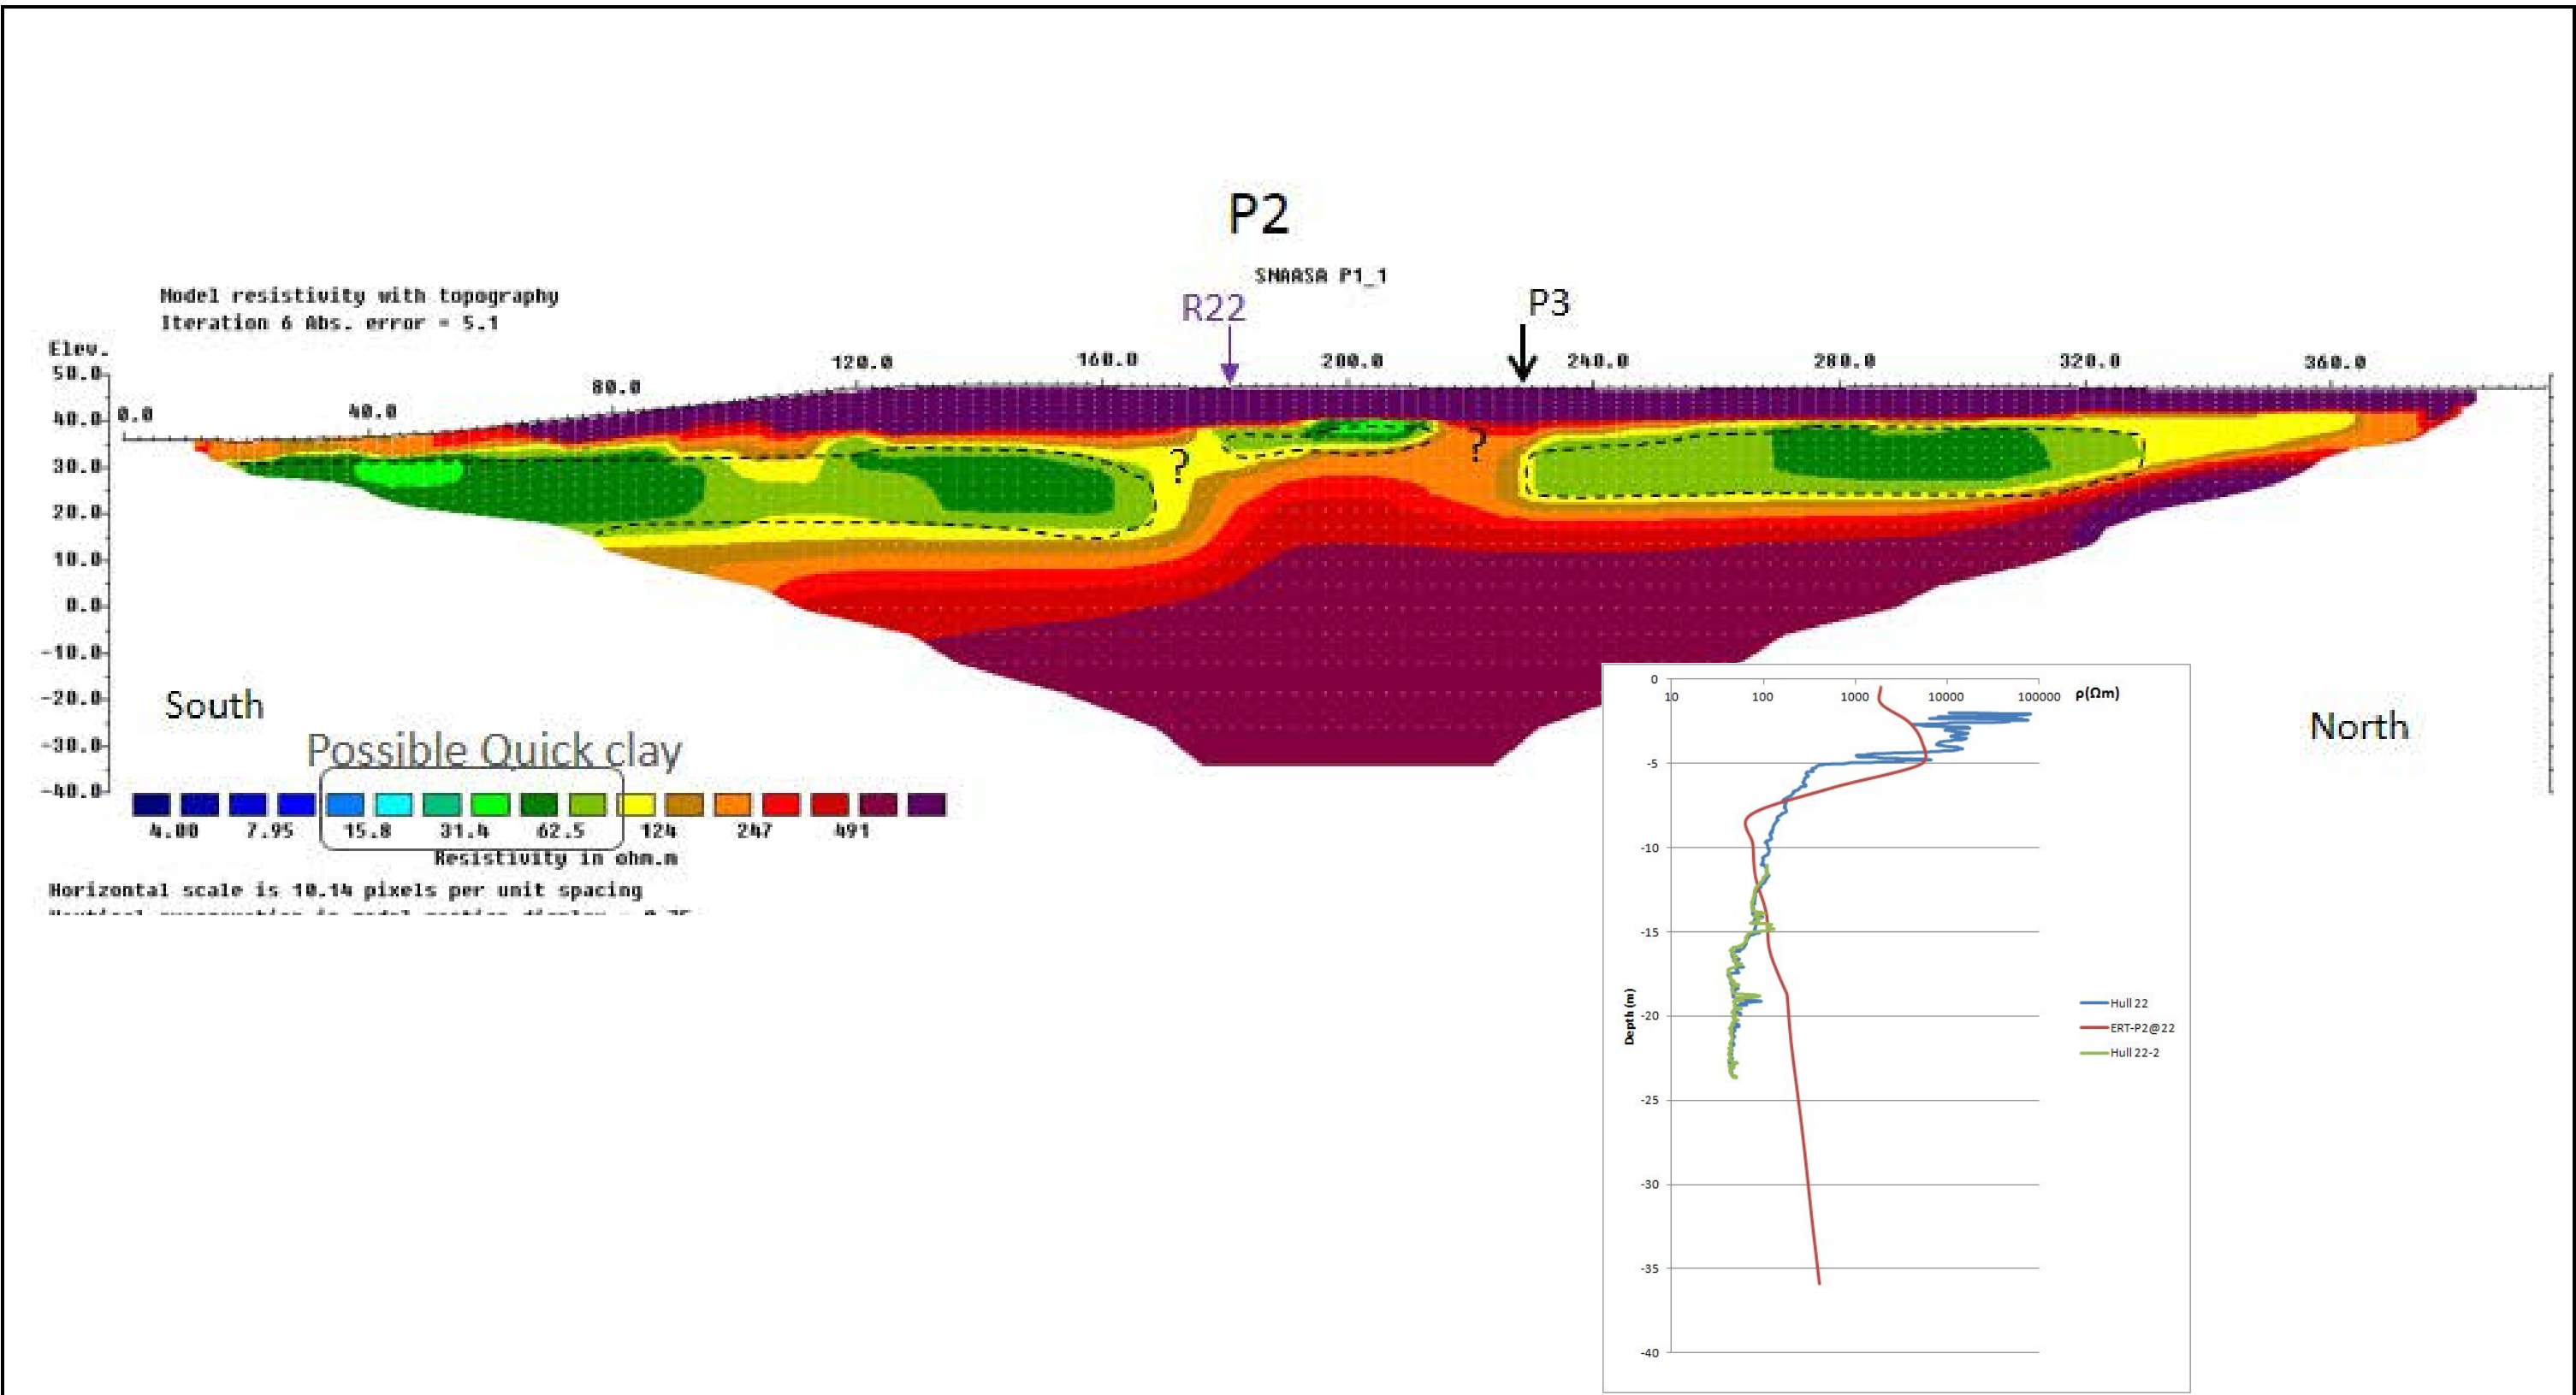 P2
SNAASA P1_1
Model resistivity with topography
Iteration 6 Abs. error = 5.1
R22
P3
Elev.
50.0
40.0
30.0
20.0
10.0
0.0
-10.0
-20.0
-30.0
-40.0
0.0 40.0 80.0 120.0 160.0 200.0 240.0 280.0 320.0 360.0
? ?
South
North
Possible Quick clay
4.00 7.95 15.8 31.4 62.5 124 247 491
Resistivity in ohm.m
Horizontal scale is 10.14 pixels per unit spacing
10 100 1000 10000 100000 ρ(Ωm)
0
-5
-10
-15
-20
-25
-30
-35
-40
Depth (m)
Hull 22
ERT-P2@22
Hull 22-2